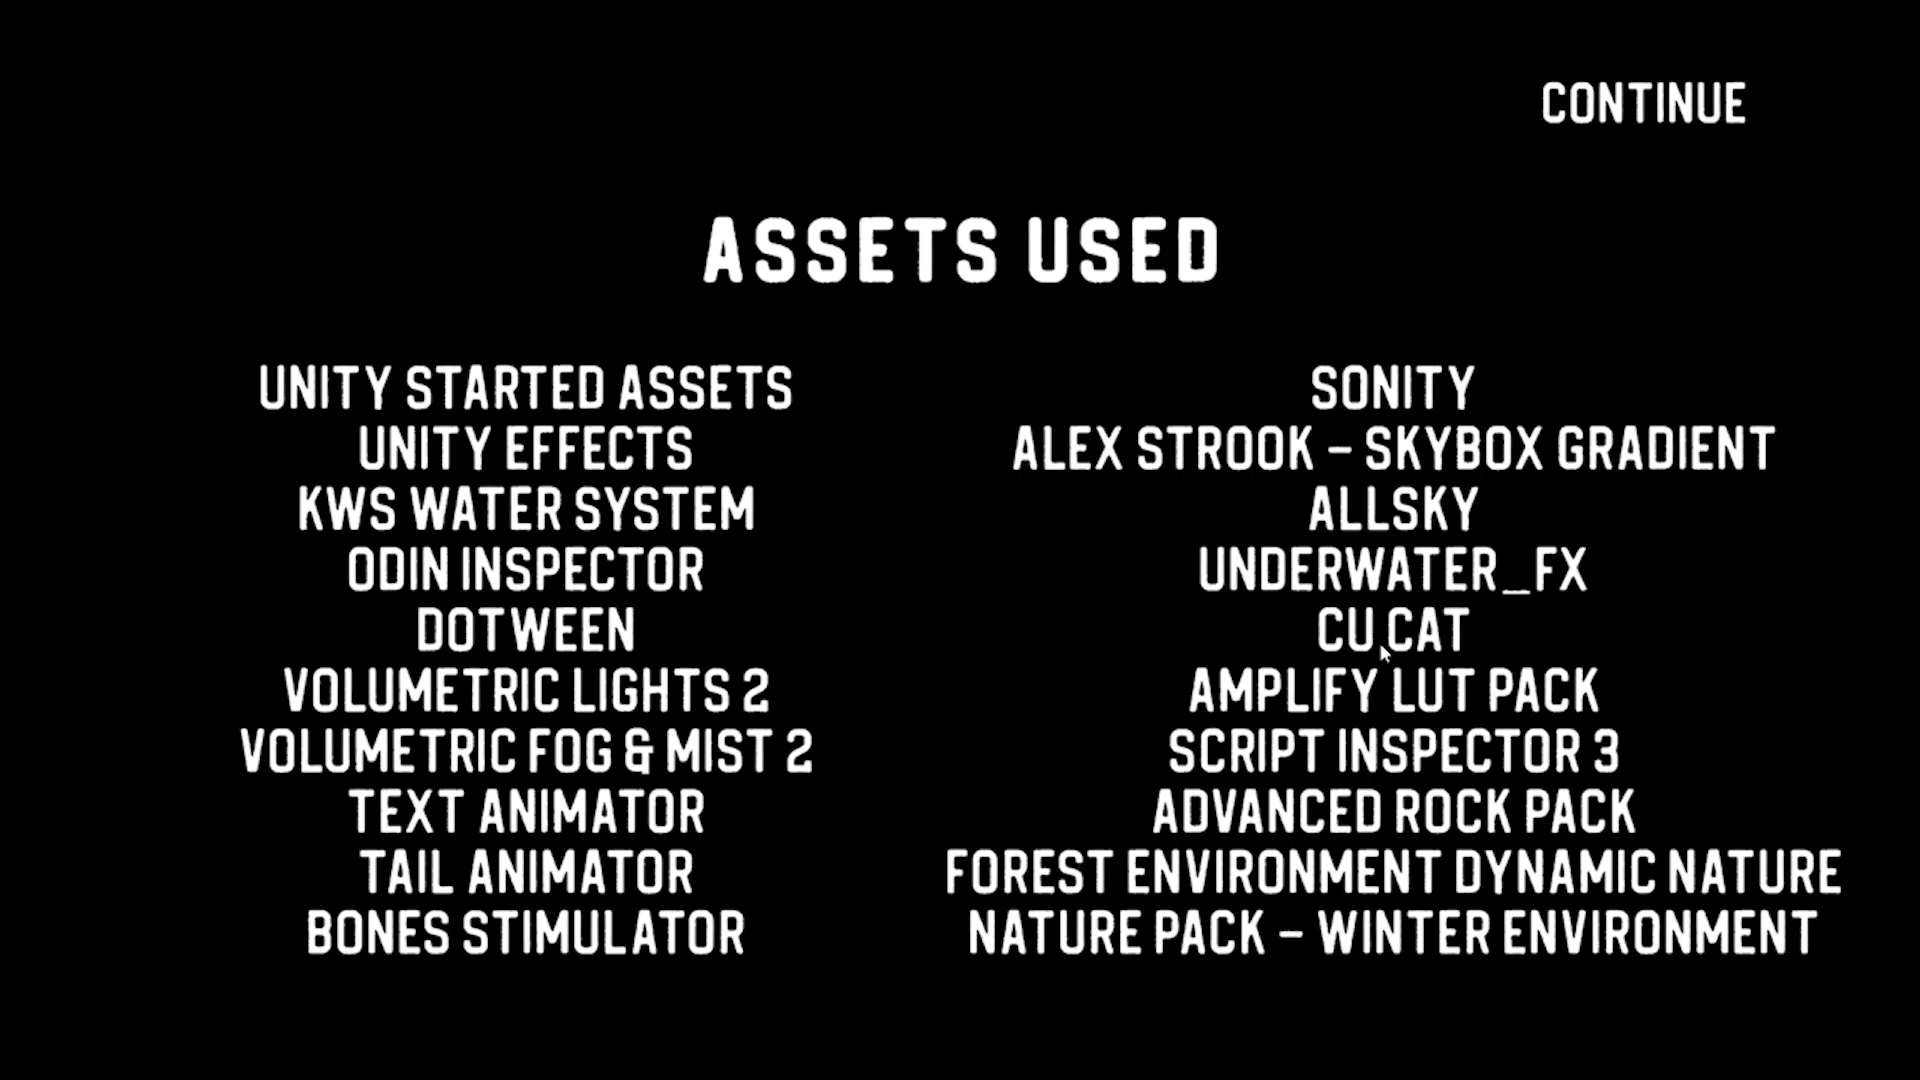 CONTINUE
ASSETS USED
UNITY STARTED ASSETS
UNITY EFFECTS
KWS WATER SYSTEM
ODIN INSPECTOR
DOTWEEN
VOLUMETRIC LIGHTS 2
VOLUMETRIC FOG & MIST 2
TEXT ANIMATOR
TAIL ANIMATOR
BONES STIMULATOR
SONITY
ALEX STROOK – SKYBOX GRADIENT
ALLSKY
UNDERWATER_FX
CU CAT
AMPLIFY LUT PACK
SCRIPT INSPECTOR 3
ADVANCED ROCK PACK
FOREST ENVIRONMENT DYNAMIC NATURE
NATURE PACK – WINTER ENVIRONMENT